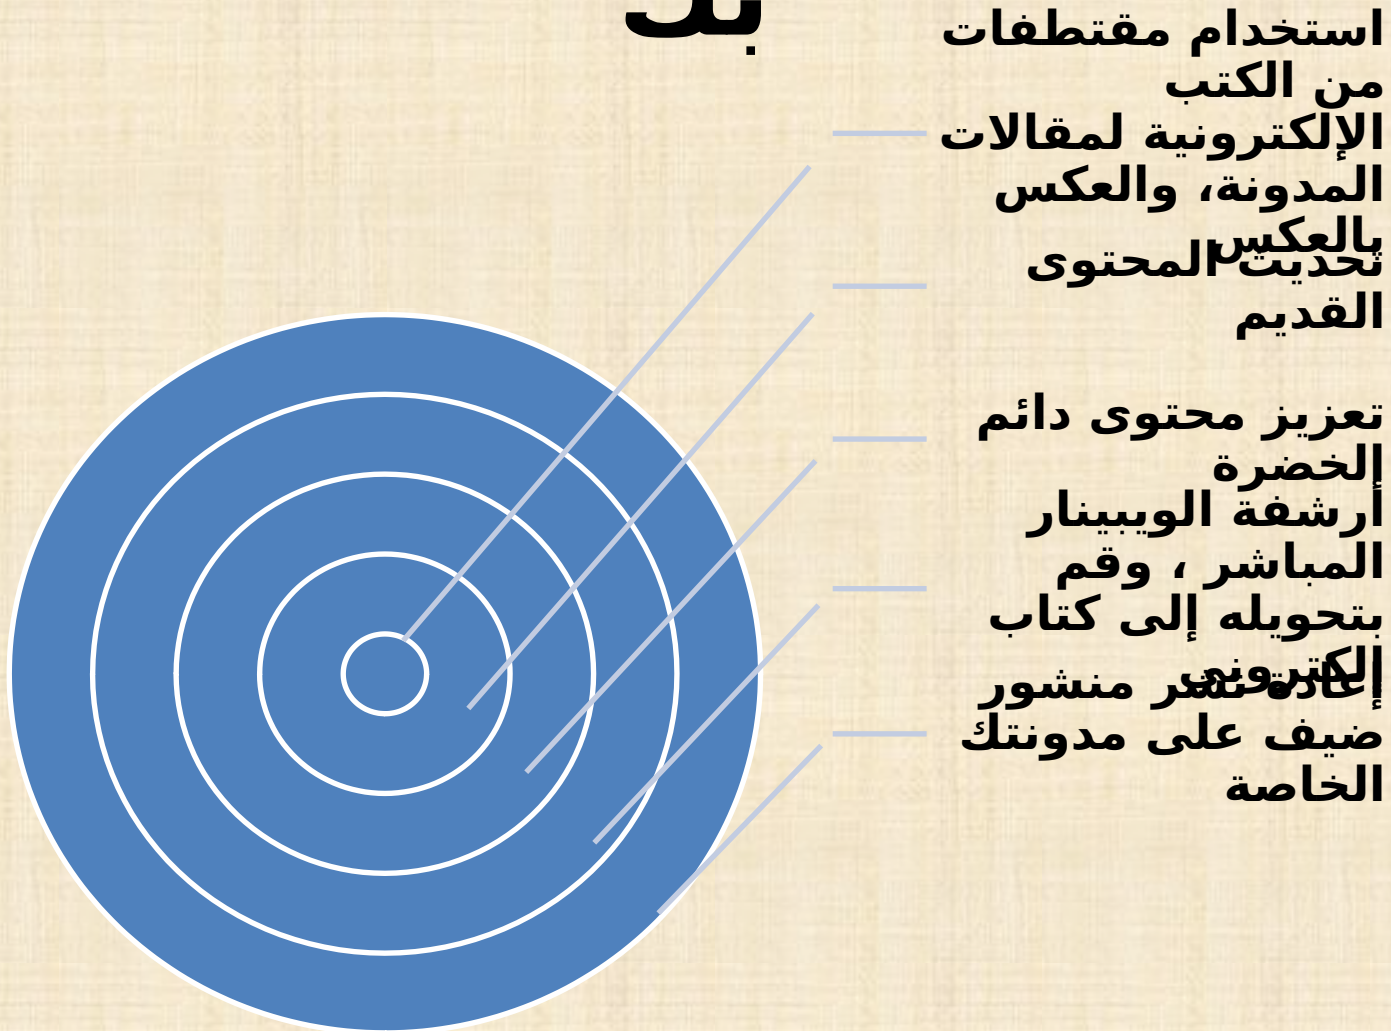 بك
استخدام مقتطفات
من الكتب
الإلكترونية لمقالات
المدونة، والعكس
بالعكس
تحديث المحتوى
القديم
تعزيز محتوى دائم
الخضرة
أرشفة الويبينار
المباشر ، وقم
بتحويله إلى كتاب
إلكتروني
إعادة نشر منشور
ضيف على مدونتك
الخاصة